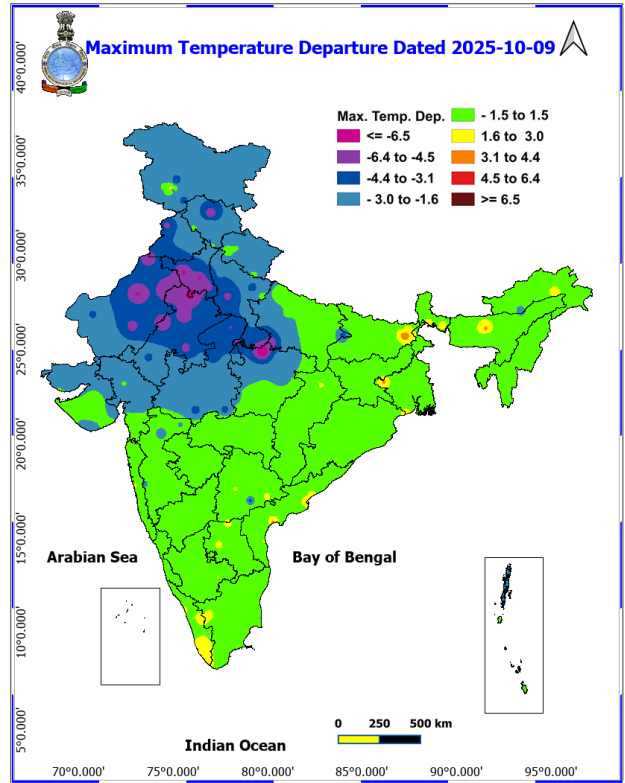 Maximum Temperature Departure Dated 2025-10-09
Max. Temp. Dep.
<= -6.5
-6.4 to -4.5
-4.4 to -3.1
- 3.0 to -1.6
- 1.5 to 1.5
1.6 to 3.0
3.1 to 4.4
4.5 to 6.4
>= 6.5
40°0.000'
35°0.000'
30°0.000'
25°0.000'
20°0.000'
15°0.000'
10°0.000'
5°0.000'
Arabian Sea
Bay of Bengal
Indian Ocean
0 250 500 km
70°0.000' 75°0.000' 80°0.000' 85°0.000' 90°0.000' 95°0.000'